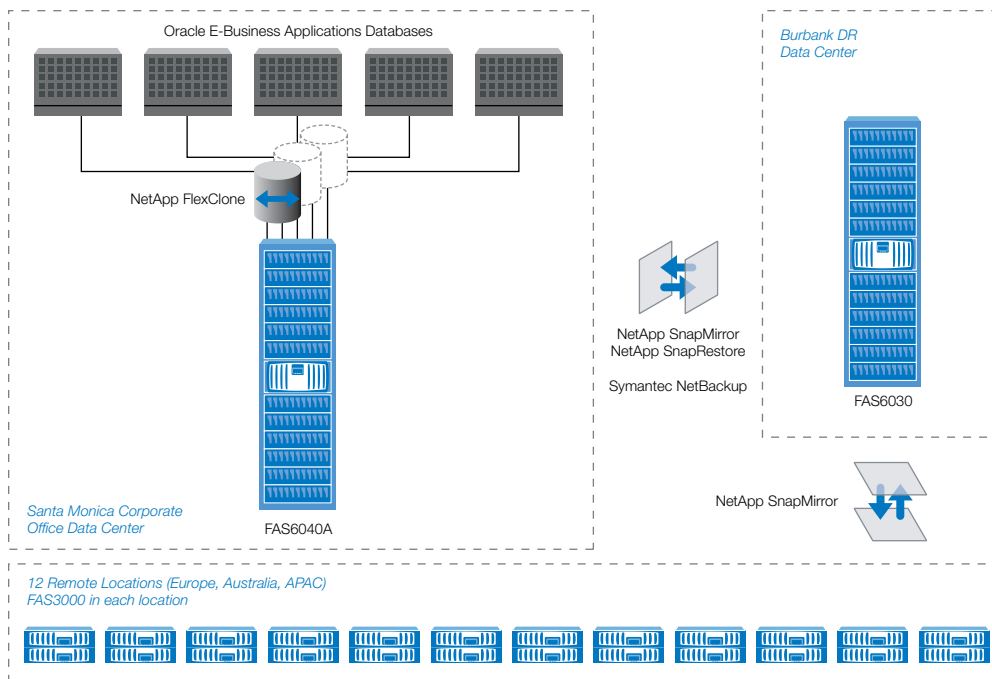 Oracle E-Business Applications Databases
NetApp FlexClone
FAS6040A
Santa Monica Corporate
Office Data Center
NetApp SnapMirror
NetApp SnapRestore
Symantec NetBackup
Burbank DR
Data Center
FAS6030
NetApp SnapMirror
12 Remote Locations (Europe, Australia, APAC)
FAS3000 in each location